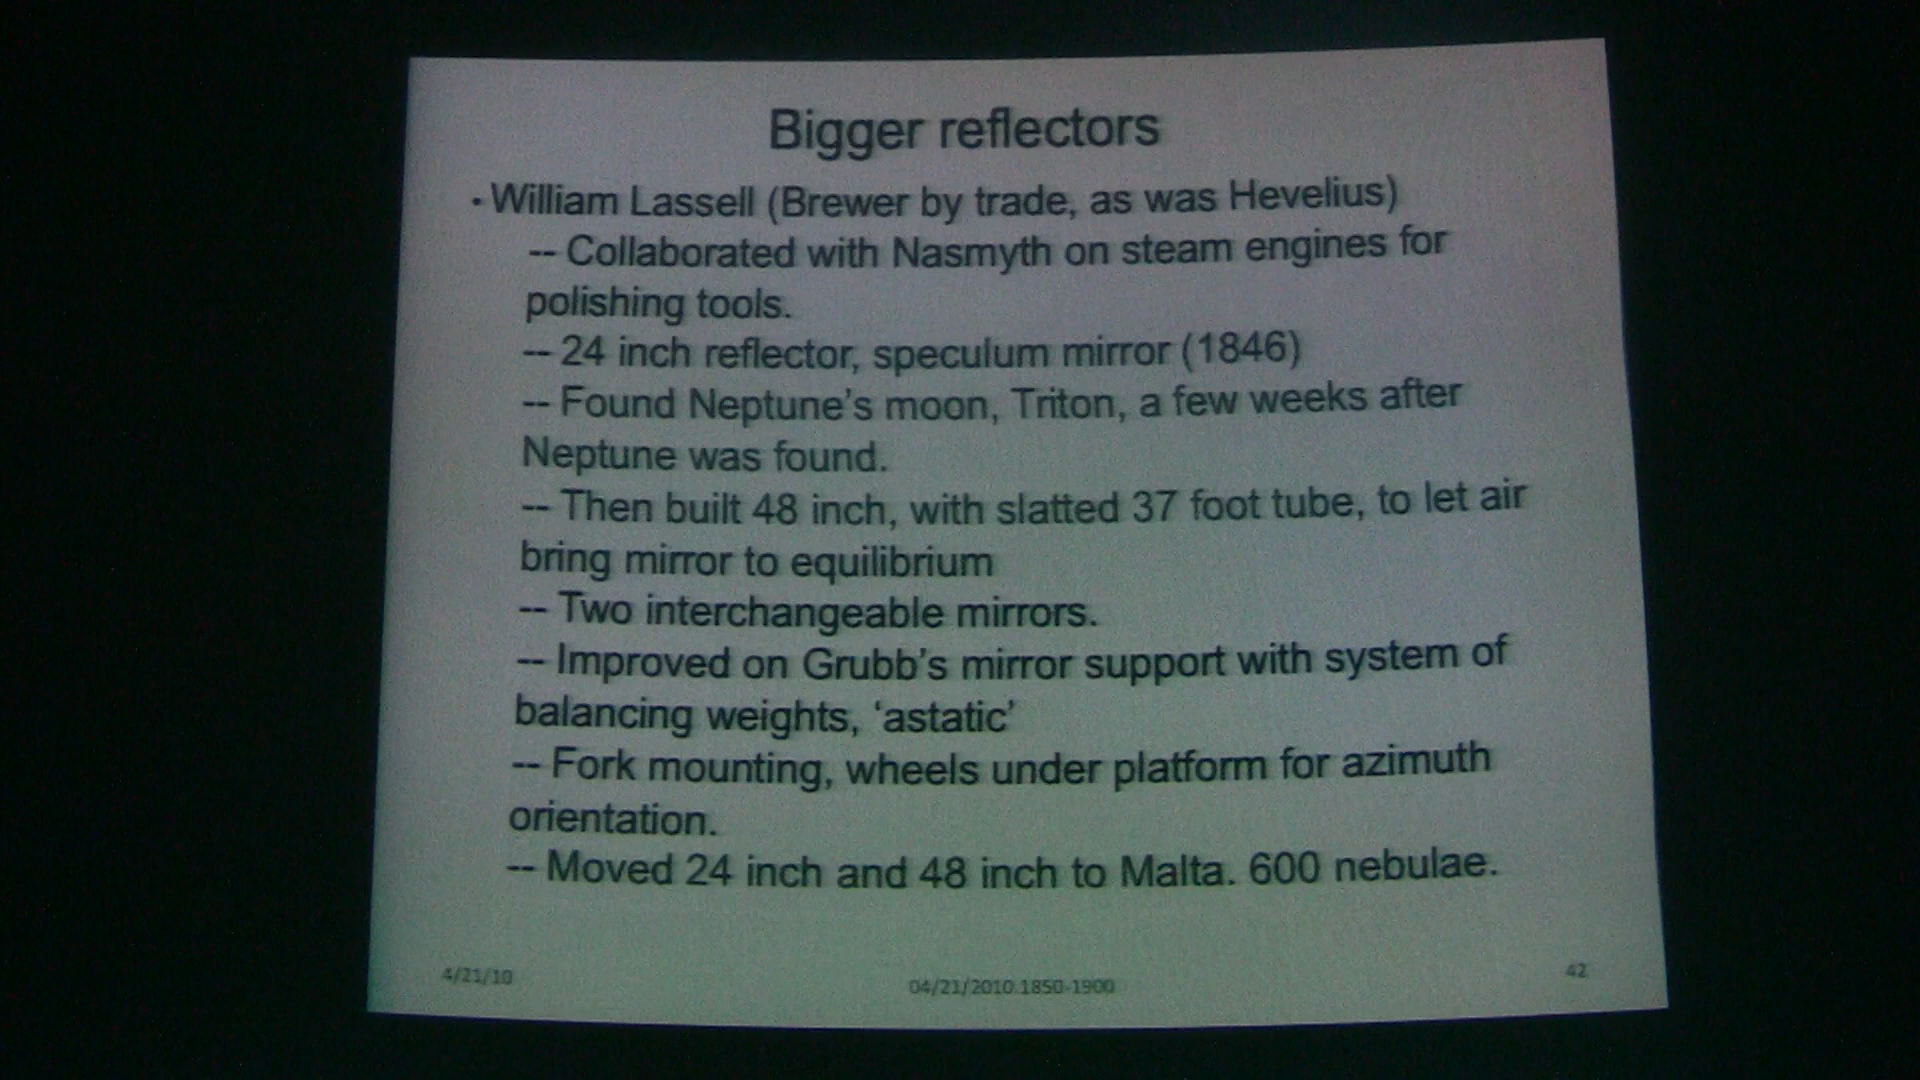 Bigger reflectors
· William Lassell (Brewer by trade, as was Hevelius)
-- Collaborated with Nasmyth on steam engines for
polishing tools.
-- 24 inch reflector, speculum mirror (1846)
-- Found Neptune’s moon, Triton, a few weeks after
Neptune was found.
-- Then built 48 inch, with slatted 37 foot tube, to let air
bring mirror to equilibrium
-- Two interchangeable mirrors.
-- Improved on Grubb’s mirror support with system of
balancing weights, ‘astatic’
-- Fork mounting, wheels under platform for azimuth
orientation.
-- Moved 24 inch and 48 inch to Malta. 600 nebulae.
4/21/10
04/21/2010.1850-1900
42